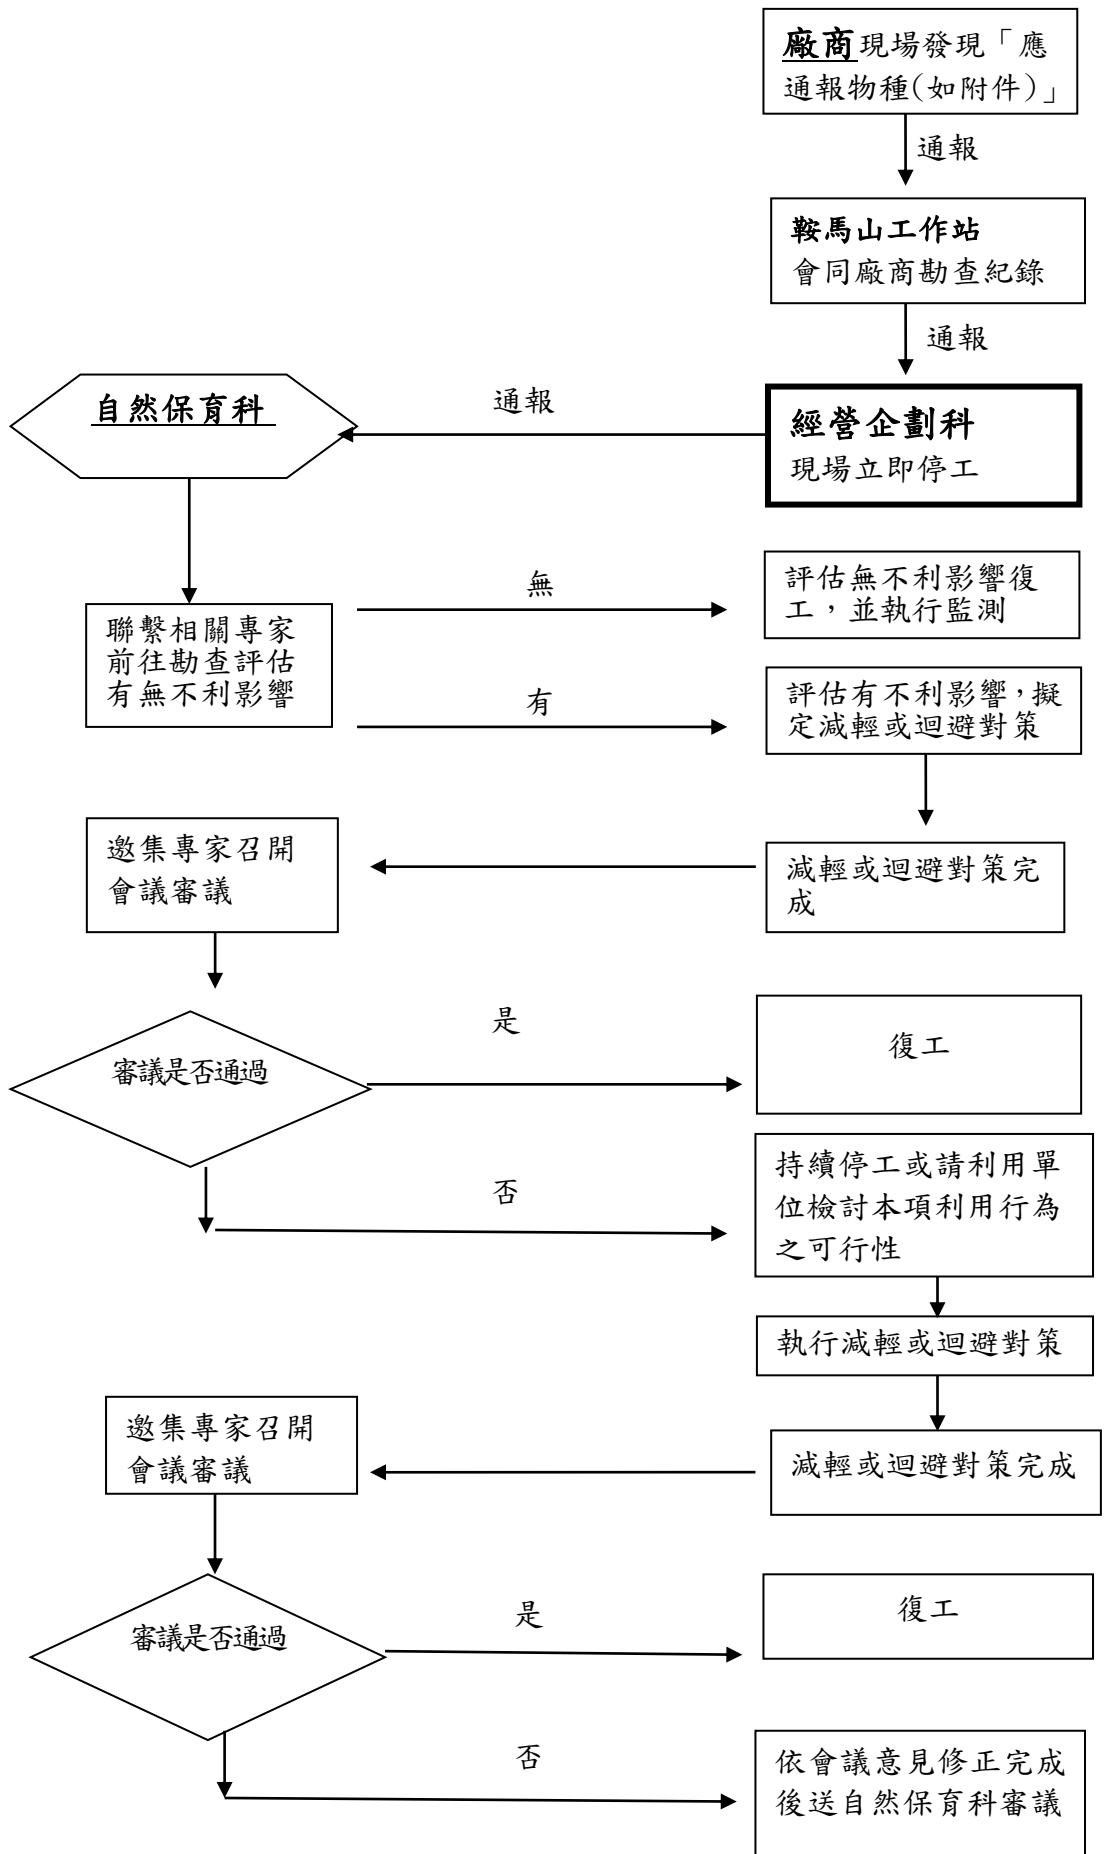 廠商現場發現「應
通報物種(如附件)」
通報
鞍馬山工作站
會同廠商勘查紀錄
通報
自然保育科
通報
經營企劃科
現場立即停工
聯繫相關專家
前往勘查評估
有無不利影響
無
評估無不利影響復
工，並執行監測
有
評估有不利影響，擬
定減輕或迴避對策
邀集專家召開
會議審議
減輕或迴避對策完
成
審議是否通過
是
復工
否
持續停工或請利用單
位檢討本項利用行為
之可行性
執行減輕或迴避對策
邀集專家召開
會議審議
減輕或迴避對策完成
審議是否通過
是
復工
否
依會議意見修正完成
後送自然保育科審議